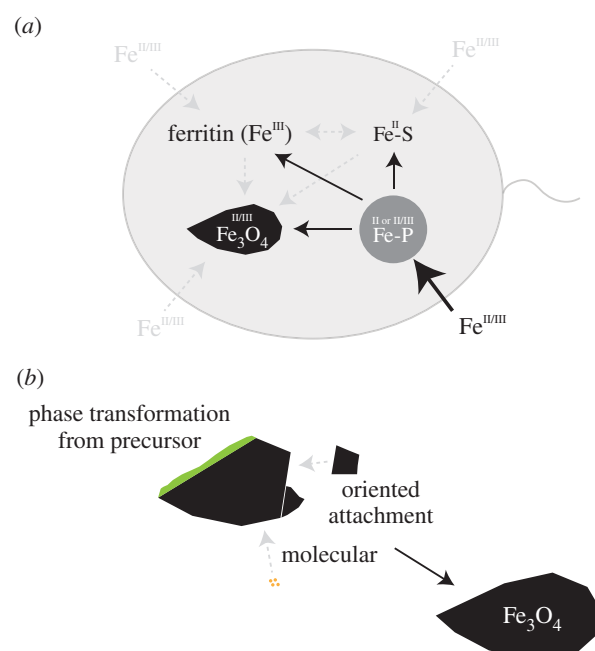 (a)
Fe^II/III Fe^II/III
ferritin (Fe^III) Fe^II-S
II/III
Fe₃O₄
II or II/III
Fe-P
Fe^II/III Fe^II/III
(b)
phase transformation
from precursor
oriented
attachment
molecular
Fe₃O₄